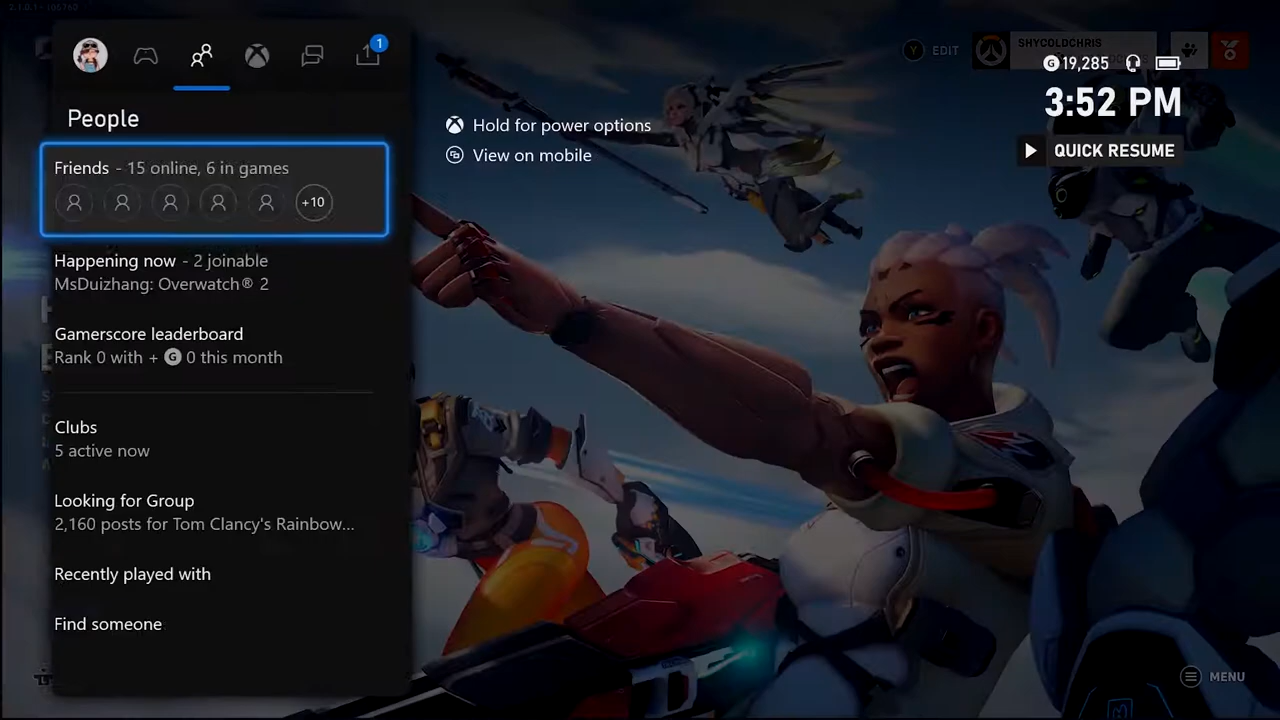 1
People
Friends - 15 online, 6 in games
+10
Happening now - 2 joinable
MsDuizhang: Overwatch® 2
Gamerscore leaderboard
Rank 0 with + G 0 this month
Clubs
5 active now
Looking for Group
2,160 posts for Tom Clancy's Rainbow...
Recently played with
Find someone
Hold for power options
View on mobile
Y EDIT
SHYCOLDCHRIS
G 19,285
3:52 PM
QUICK RESUME
MENU